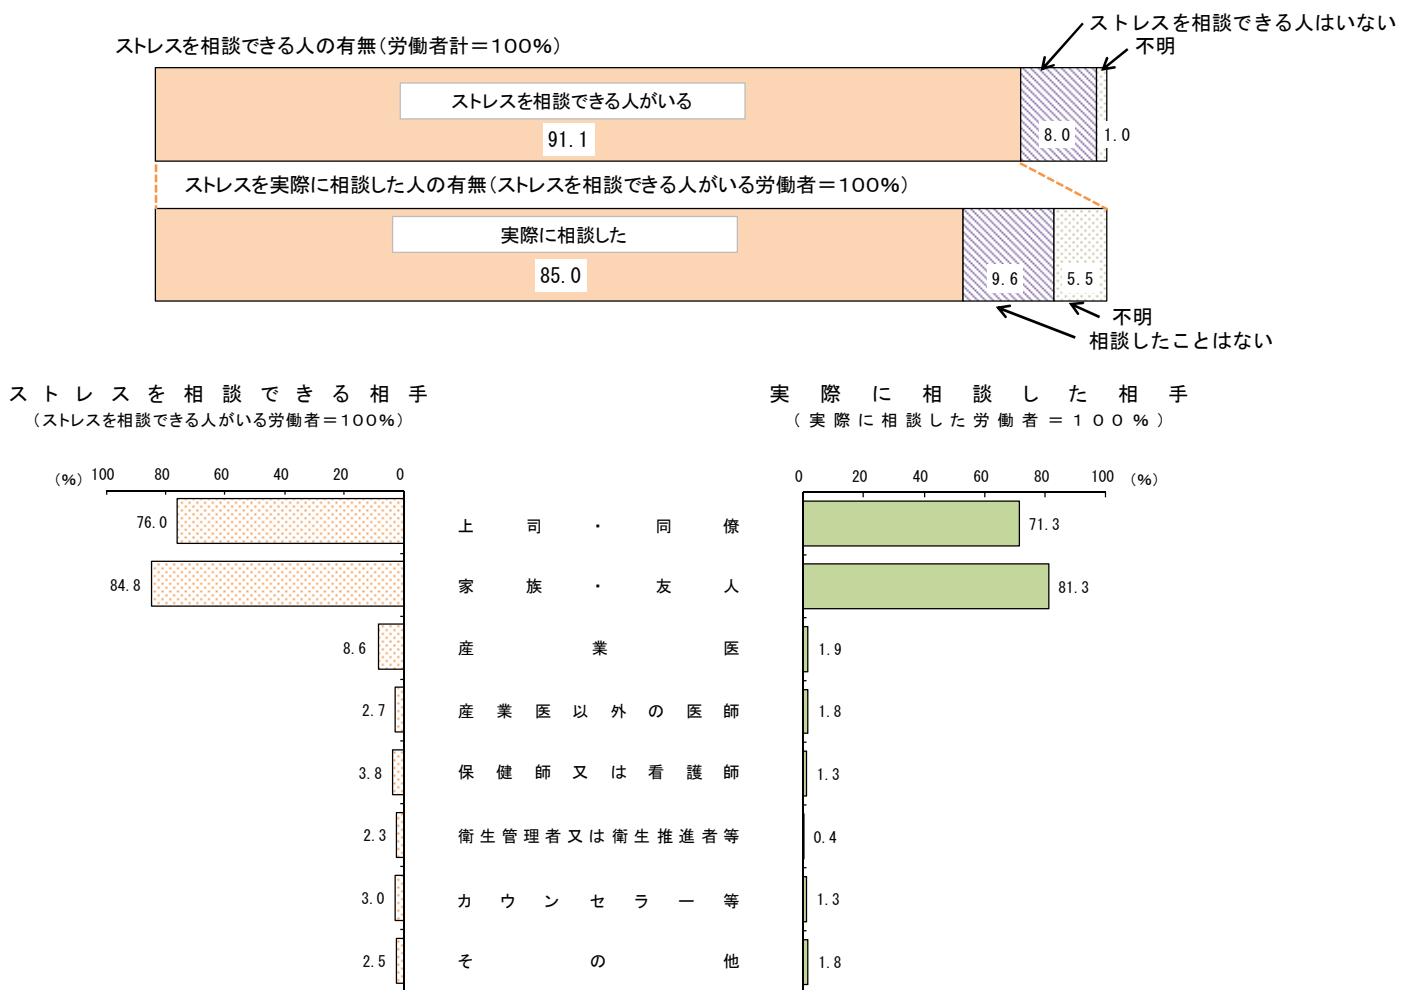 ストレスを相談できる人はいない
不明
ストレスを相談できる人の有無(労働者計＝100%)
ストレスを相談できる人がいる
91.1
8.0
1.0
ストレスを実際に相談した人の有無(ストレスを相談できる人がいる労働者＝100%)
実際に相談した
85.0
9.6
5.5
不明
相談したことはない
ストレスを相談できる相手
(ストレスを相談できる人がいる労働者＝100%)
実際に相談した相手
(実際に相談した労働者＝100%)
(%) 100 80 60 40 20 0
0 20 40 60 80 100 (%)
76.0 上司・同僚 71.3
84.8 家族・友人 81.3
8.6 産業医 1.9
2.7 産業医以外の医師 1.8
3.8 保健師又は看護師 1.3
2.3 衛生管理者又は衛生推進者等 0.4
3.0 カウンセラー等 1.3
2.5 その他 1.8